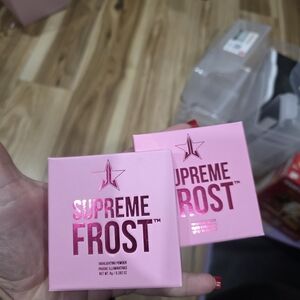 SUPREME
FROST™
HIGHLIGHTING POWDER
POUDRE ILLUMINATRICE
SUPREME
FROST™